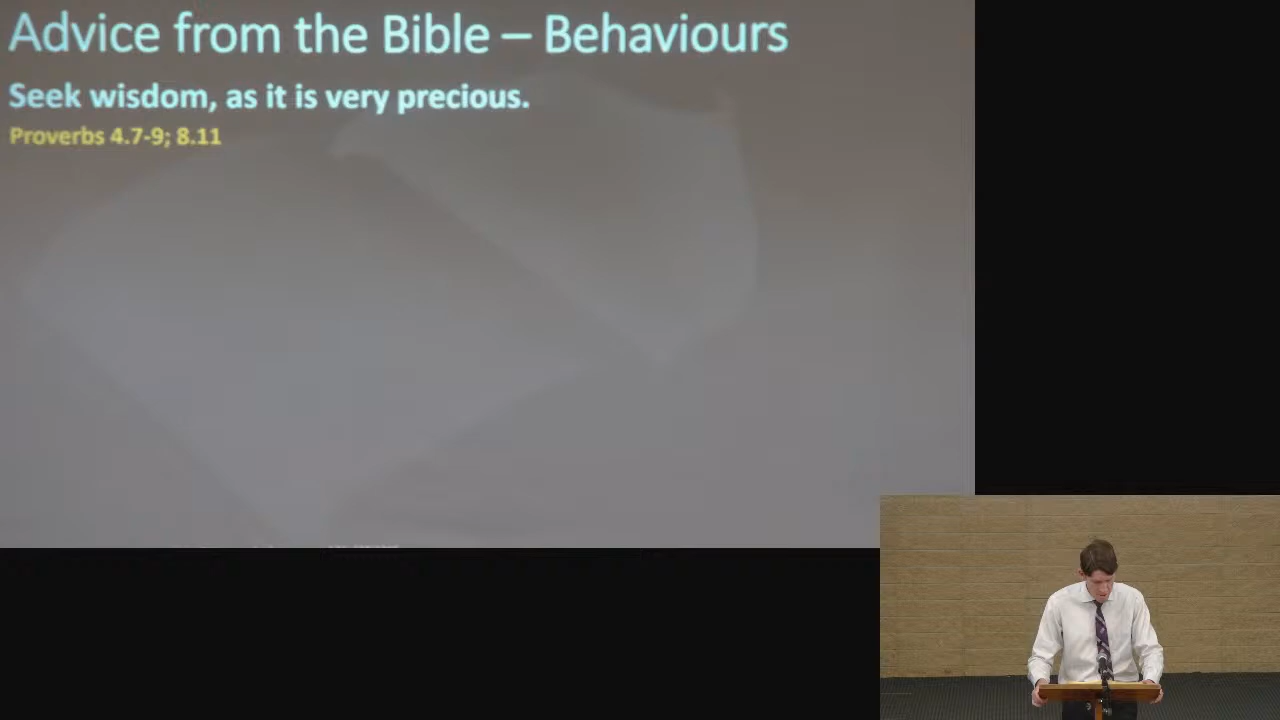 Advice from the Bible – Behaviours
Seek wisdom, as it is very precious.
Proverbs 4.7-9; 8.11